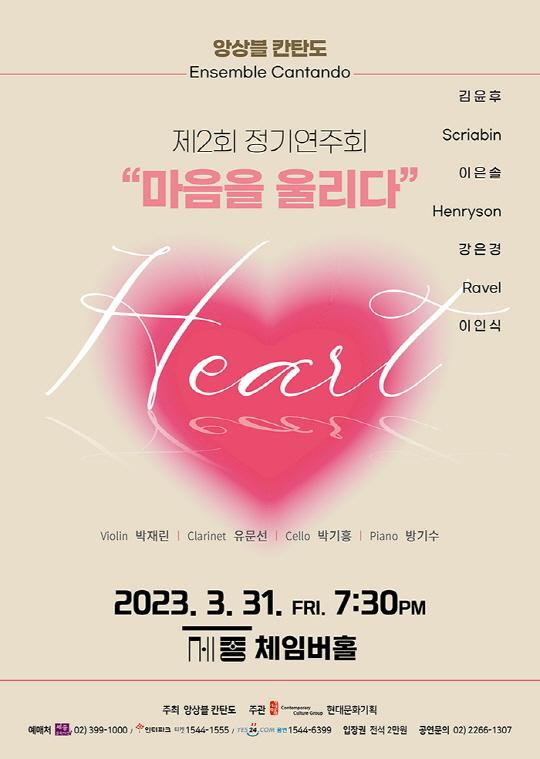 앙상블 칸탄도
Ensemble Cantando
김윤후
Scriabin
이은솔
Henryson
강은경
Ravel
이인식
제2회 정기연주회
“마음을 울리다”
Heart
Violin 박재린 | Clarinet 유문선 | Cello 박기흥 | Piano 방기수
2023. 3. 31. FRI. 7:30PM
세종 체임버홀
주최 앙상블 칸탄도 주관 Contemporary Culture Group 현대문화기획
예매처 02) 399-1000 / 인터파크 티켓 1544-1555 / YES24.COM 공연 1544-6399 입장권 전석 2만원 공연문의 02) 2266-1307